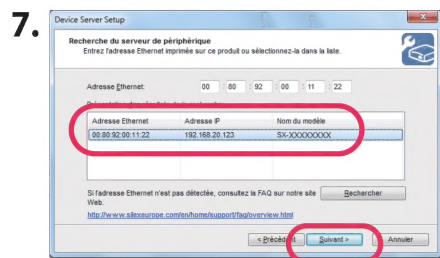 7.
Device Server Setup
Recherche du serveur de périphérique
Entrez l'adresse Ethernet imprimée sur ce produit ou sélectionnez-la dans la liste.
Adresse Ethernet: 00 : 80 : 92 : 00 : 11 : 22
Adresse Ethernet Adresse IP Nom du modèle
00:80:92:00:11:22 192.168.20.123 SX-XXXXXXXX
Si l'adresse Ethernet n'est pas détectée, consultez la FAQ sur notre site Web. Rechercher
http://www.silexeurope.com/en/home/support/faq/overview.html
< Précédent Suivant > Annuler